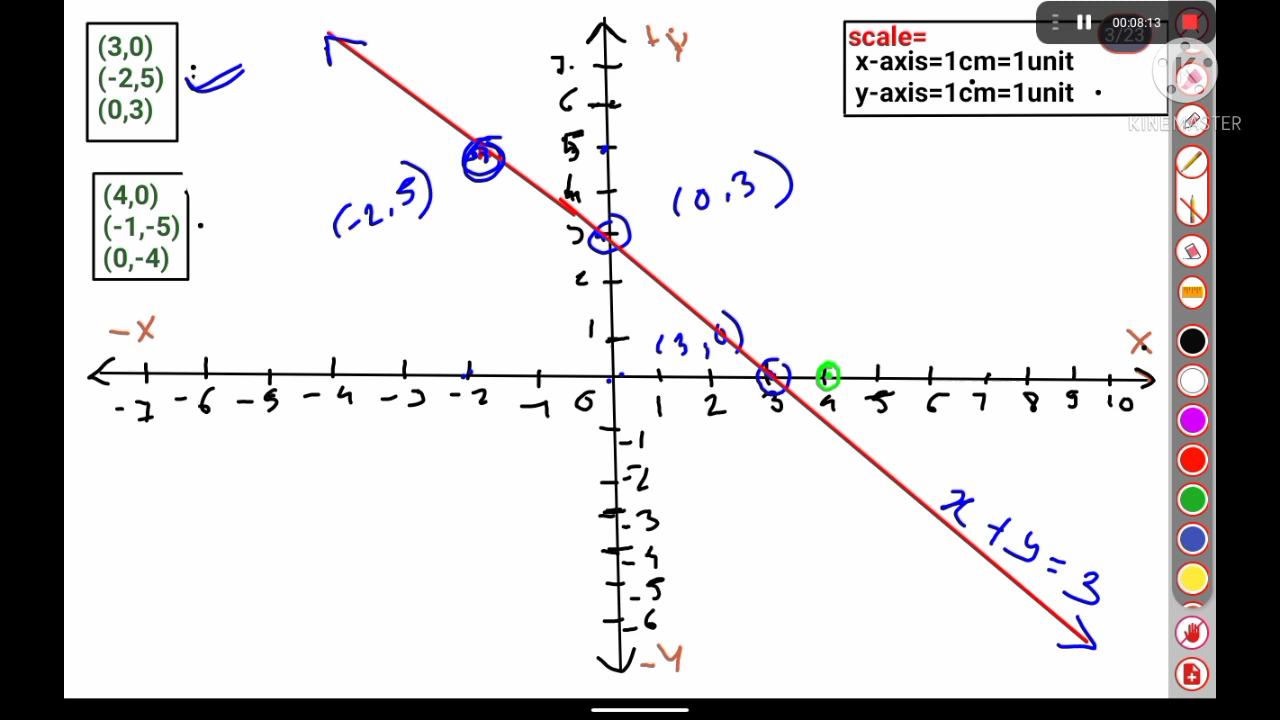 00:08:13
3/23
(3,0)
(-2,5)
(0,3)
(4,0)
(-1,-5)
(0,-4)
scale=
x-axis=1cm=1unit
y-axis=1cm=1unit
KINEMASTER
+y
7
6
5
4
3
2
1
(-2,5)
(0,3)
(3,0)
-X
X
-7 -6 -5 -4 -3 -2 -1 0 1 2 3 4 5 6 7 8 9 10
-1
-2
-3
-4
-5
-6
-Y
x+y=3